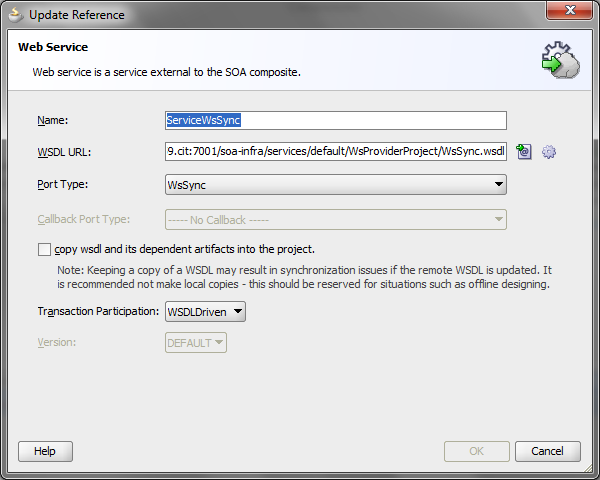 Update Reference
Web Service
Web service is a service external to the SOA composite.
Name: ServiceWsSync
WSDL URL: 9.cit:7001/soa-infra/services/default/WsProviderProject/WsSync.wsdl
Port Type: WsSync
Callback Port Type: ----- No Callback -----
copy wsdl and its dependent artifacts into the project.
Note: Keeping a copy of a WSDL may result in synchronization issues if the remote WSDL is updated. It
is recommended not make local copies - this should be reserved for situations such as offline designing.
Transaction Participation: WSDLDriven
Version: DEFAULT
Help OK Cancel